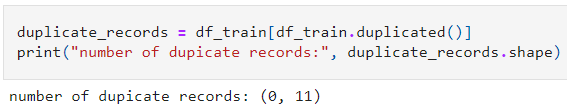 duplicate_records = df_train[df_train.duplicated()]
print("number of dupicate records:", duplicate_records.shape)
number of dupicate records: (0, 11)